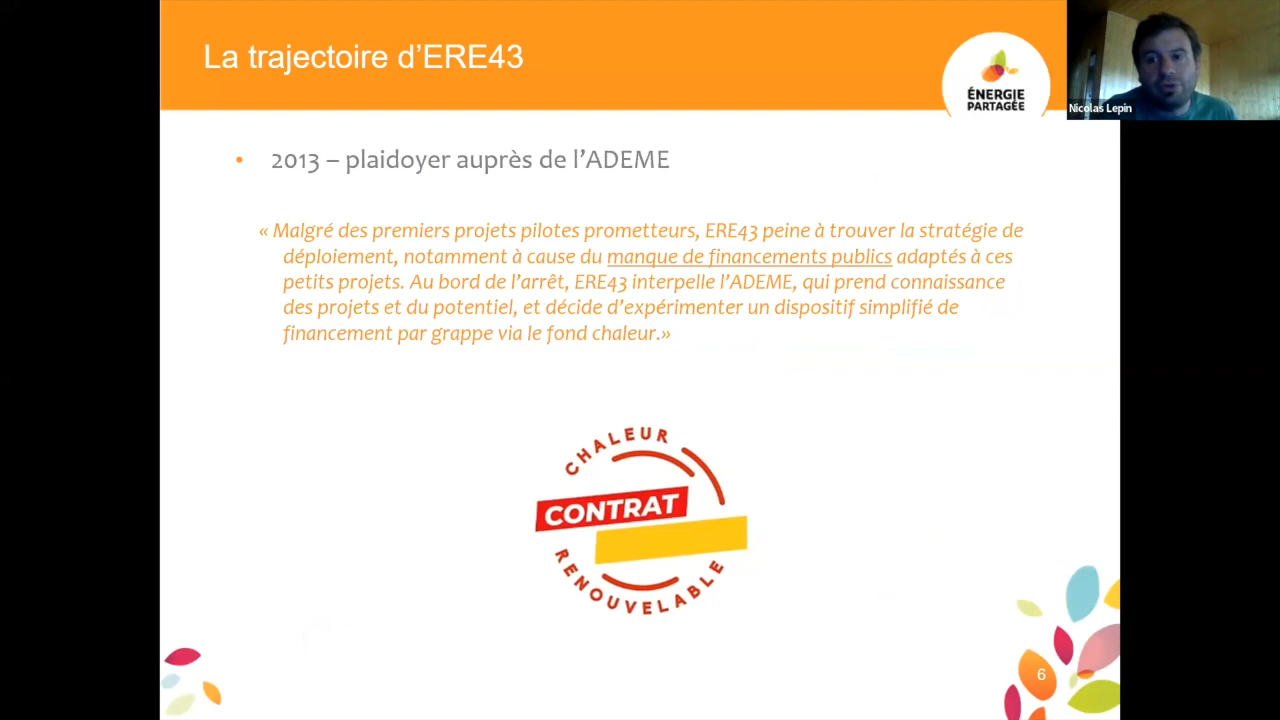 La trajectoire d’ERE43
ÉNERGIE
PARTAGÉE
Nicolas Lepin
• 2013 – plaidoyer auprès de l’ADEME
« Malgré des premiers projets pilotes prometteurs, ERE43 peine à trouver la stratégie de
déploiement, notamment à cause du manque de financements publics adaptés à ces
petits projets. Au bord de l’arrêt, ERE43 interpelle l’ADEME, qui prend connaissance
des projets et du potentiel, et décide d’expérimenter un dispositif simplifié de
financement par grappe via le fond chaleur.»
CHALEUR
CONTRAT
RENOUVELABLE
6